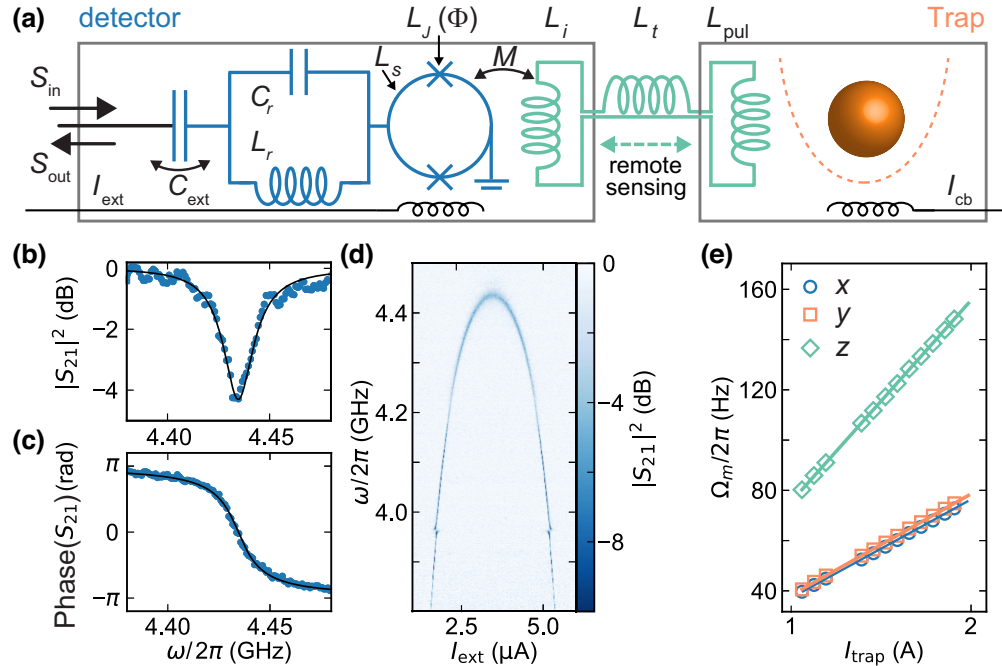 (a) detector
L_J (Φ)
L_i
L_t
L_pul
Trap
S_in
C_r
L_s
M
L_r
S_out
remote
sensing
I_ext
C_ext
I_cb
(b)
0
−2
−4
|S_21|^2 (dB)
4.40
4.45
(c)
π
0
−π
Phase(S_21) (rad)
4.40
4.45
ω/2π (GHz)
(d)
4.4
4.2
4.0
ω/2π (GHz)
2.5
5.0
I_ext (μA)
0
−4
−8
|S_21|^2 (dB)
(e)
160
120
80
40
Ω_m/2π (Hz)
x
y
z
1
2
I_trap (A)